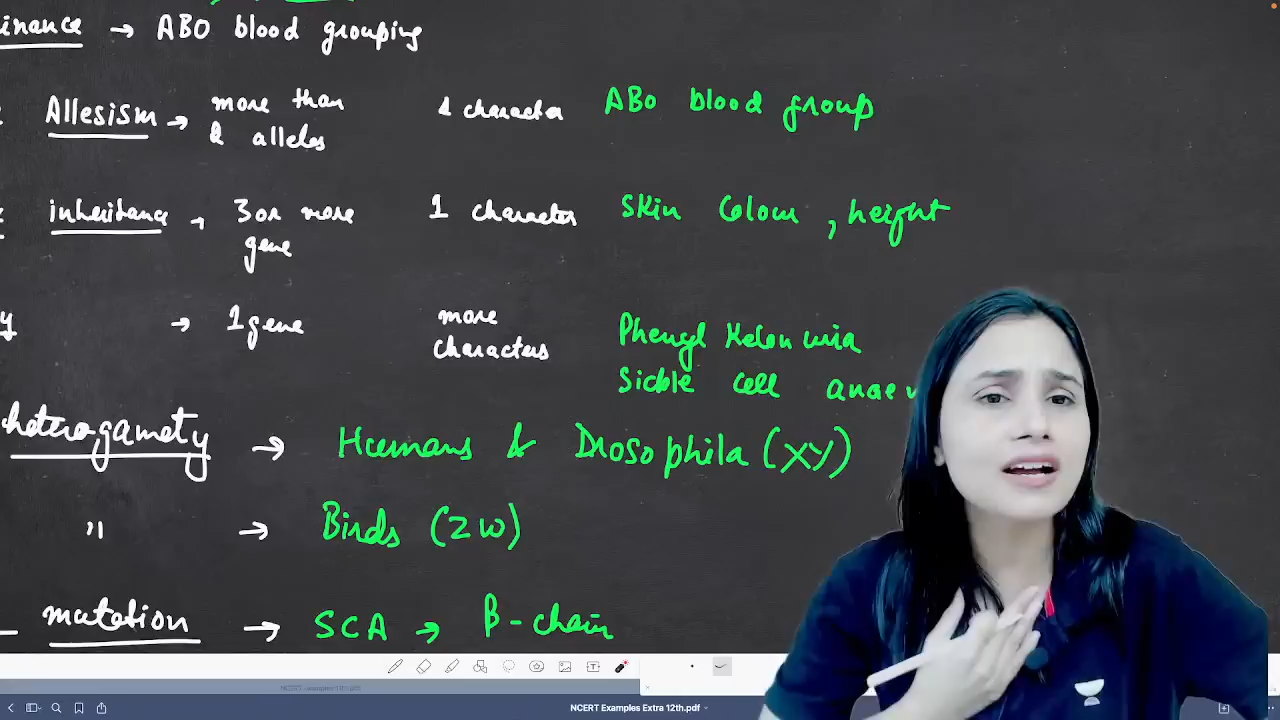 inance → ABO blood grouping
Allesism → more than 2 alleles 1 character ABO blood group
inheritance → 3 or more gene 1 character Skin Colour, height
y → 1 gene more characters Phenyl Ketonuria
Sickle cell anae
heterogamety → Humans & Drosophila (XY)
" → Birds (ZW)
mutation → SCA → β-chain
NCERT Examples Extra 12th.pdf